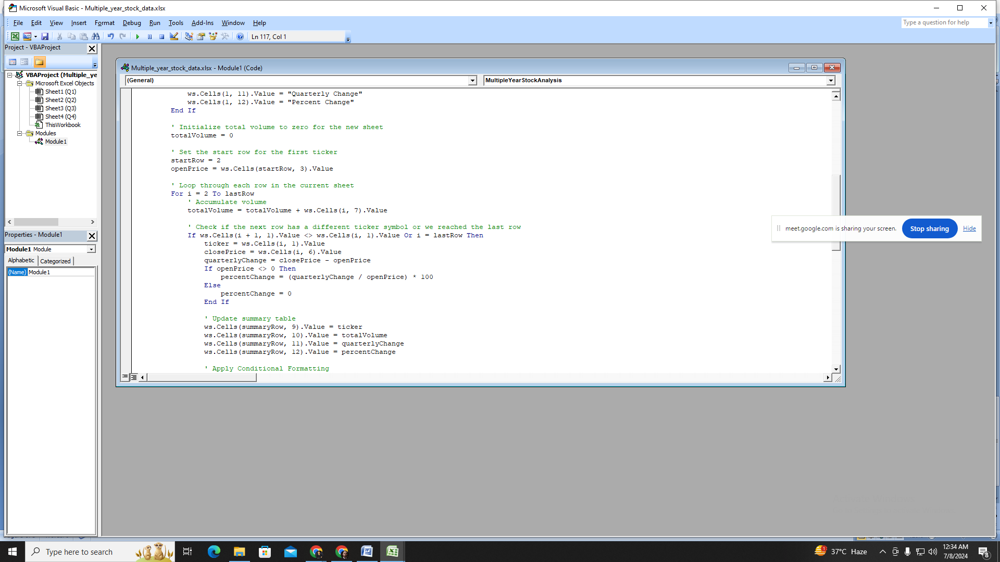 Microsoft Visual Basic - Multiple_year_stock_data.xlsx
File Edit View Insert Format Debug Run Tools Add-Ins Window Help
Type a question for help
Ln 117, Col 1
Project - VBAProject
VBAProject (Multiple_ye
Microsoft Excel Objects
Sheet1 (Q1)
Sheet2 (Q2)
Sheet3 (Q3)
Sheet4 (Q4)
ThisWorkbook
Modules
Module1
Properties - Module1
Module1 Module
Alphabetic Categorized
(Name) Module1
Multiple_year_stock_data.xlsx - Module1 (Code)
(General) MultipleYearStockAnalysis
ws.Cells(1, 11).Value = "Quarterly Change"
ws.Cells(1, 12).Value = "Percent Change"
End If
' Initialize total volume to zero for the new sheet
totalVolume = 0
' Set the start row for the first ticker
startRow = 2
openPrice = ws.Cells(startRow, 3).Value
' Loop through each row in the current sheet
For i = 2 To lastRow
' Accumulate volume
totalVolume = totalVolume + ws.Cells(i, 7).Value
' Check if the next row has a different ticker symbol or we reached the last row
If ws.Cells(i + 1, 1).Value <> ws.Cells(i, 1).Value Or i = lastRow Then
ticker = ws.Cells(i, 1).Value
closePrice = ws.Cells(i, 6).Value
quarterlyChange = closePrice - openPrice
If openPrice <> 0 Then
percentChange = (quarterlyChange / openPrice) * 100
Else
percentChange = 0
End If
' Update summary table
ws.Cells(summaryRow, 9).Value = ticker
ws.Cells(summaryRow, 10).Value = totalVolume
ws.Cells(summaryRow, 11).Value = quarterlyChange
ws.Cells(summaryRow, 12).Value = percentChange
' Apply Conditional Formatting
meet.google.com is sharing your screen. Stop sharing Hide
Type here to search
37°C Haze
12:34 AM
7/8/2024
8